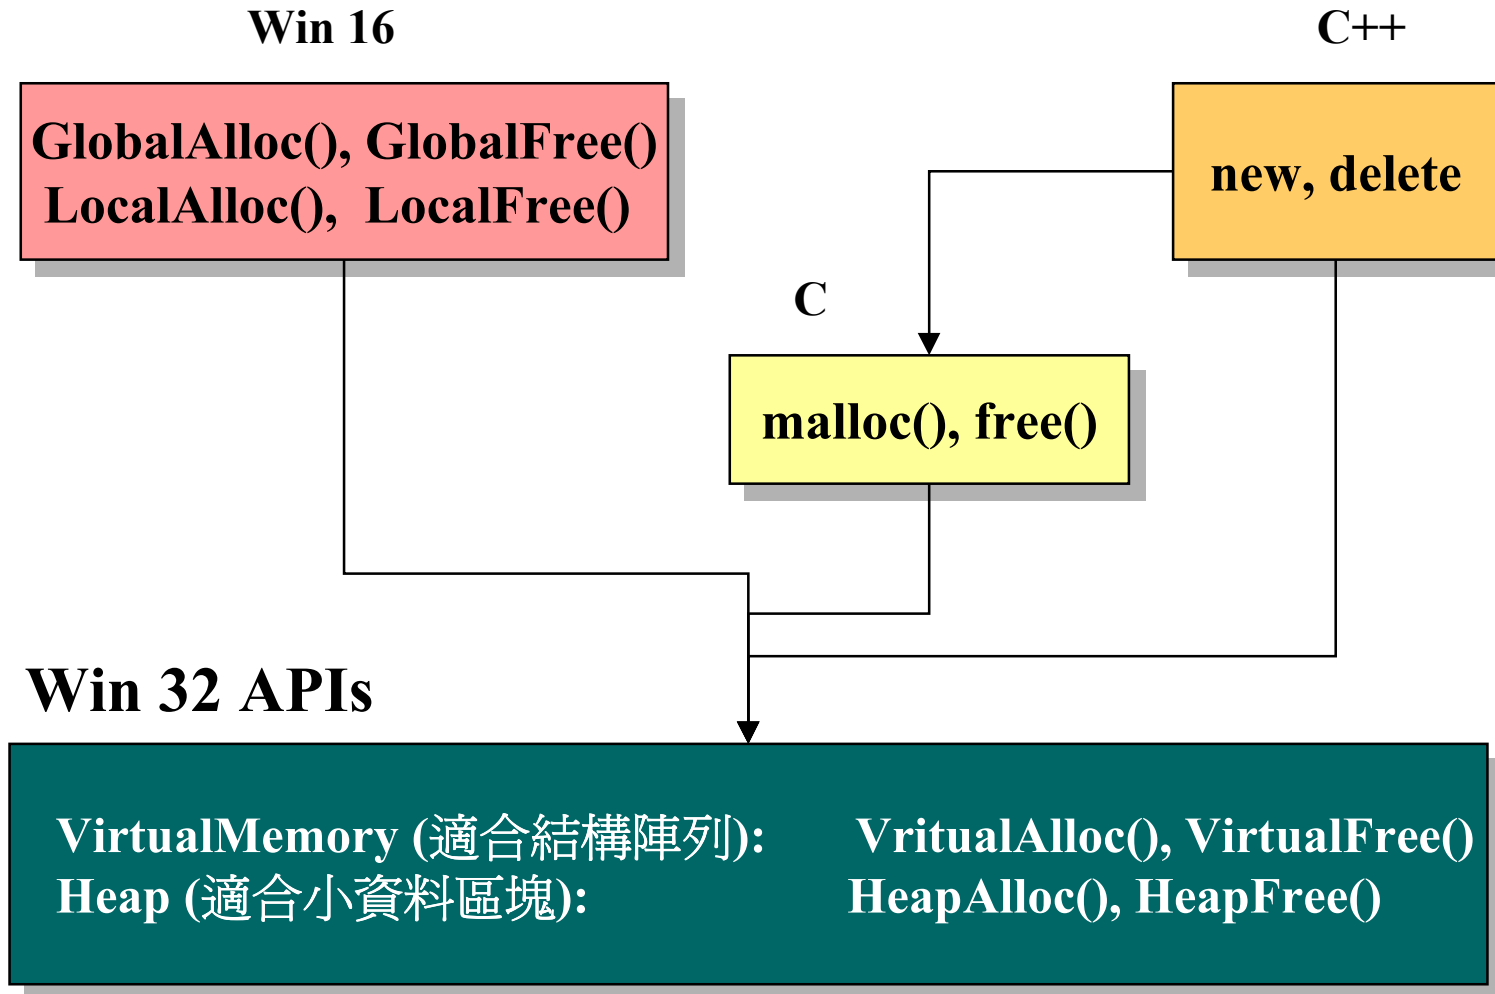 Win 16
C++
GlobalAlloc(), GlobalFree()
LocalAlloc(), LocalFree()
new, delete
C
malloc(), free()
Win 32 APIs
VirtualMemory (適合結構陣列): VritualAlloc(), VirtualFree()
Heap (適合小資料區塊): HeapAlloc(), HeapFree()